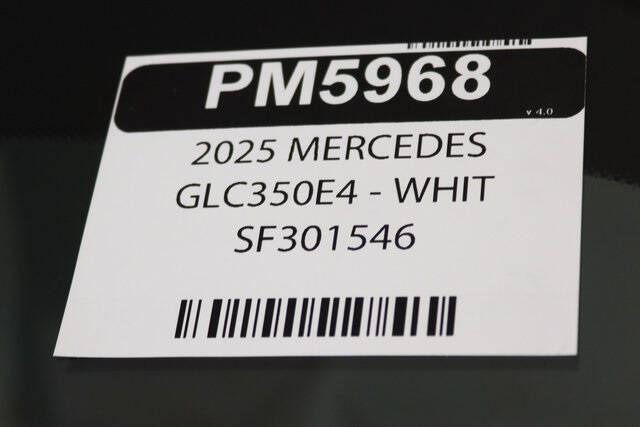 PM5968
v 4.0
2025 MERCEDES
GLC350E4 - WHIT
SF301546